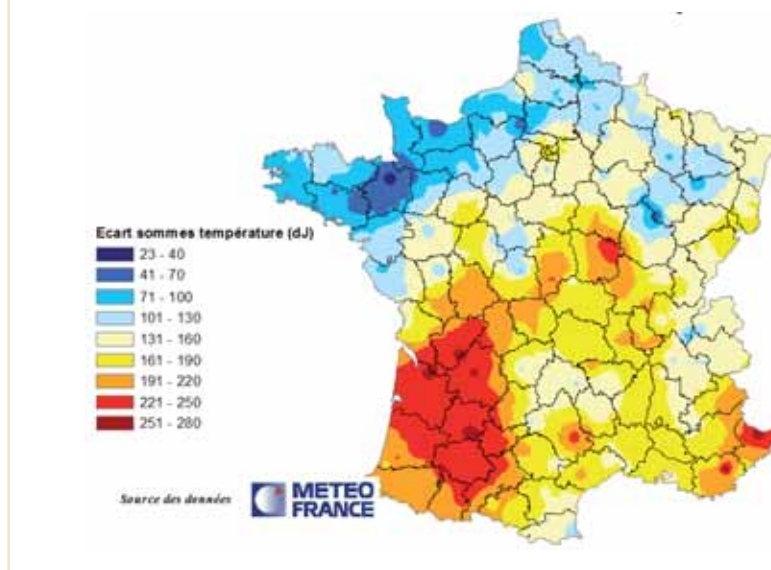 Ecart sommes température (dJ)
23 - 40
41 - 70
71 - 100
101 - 130
131 - 160
161 - 190
191 - 220
221 - 250
251 - 280
Source des données
METEO
FRANCE